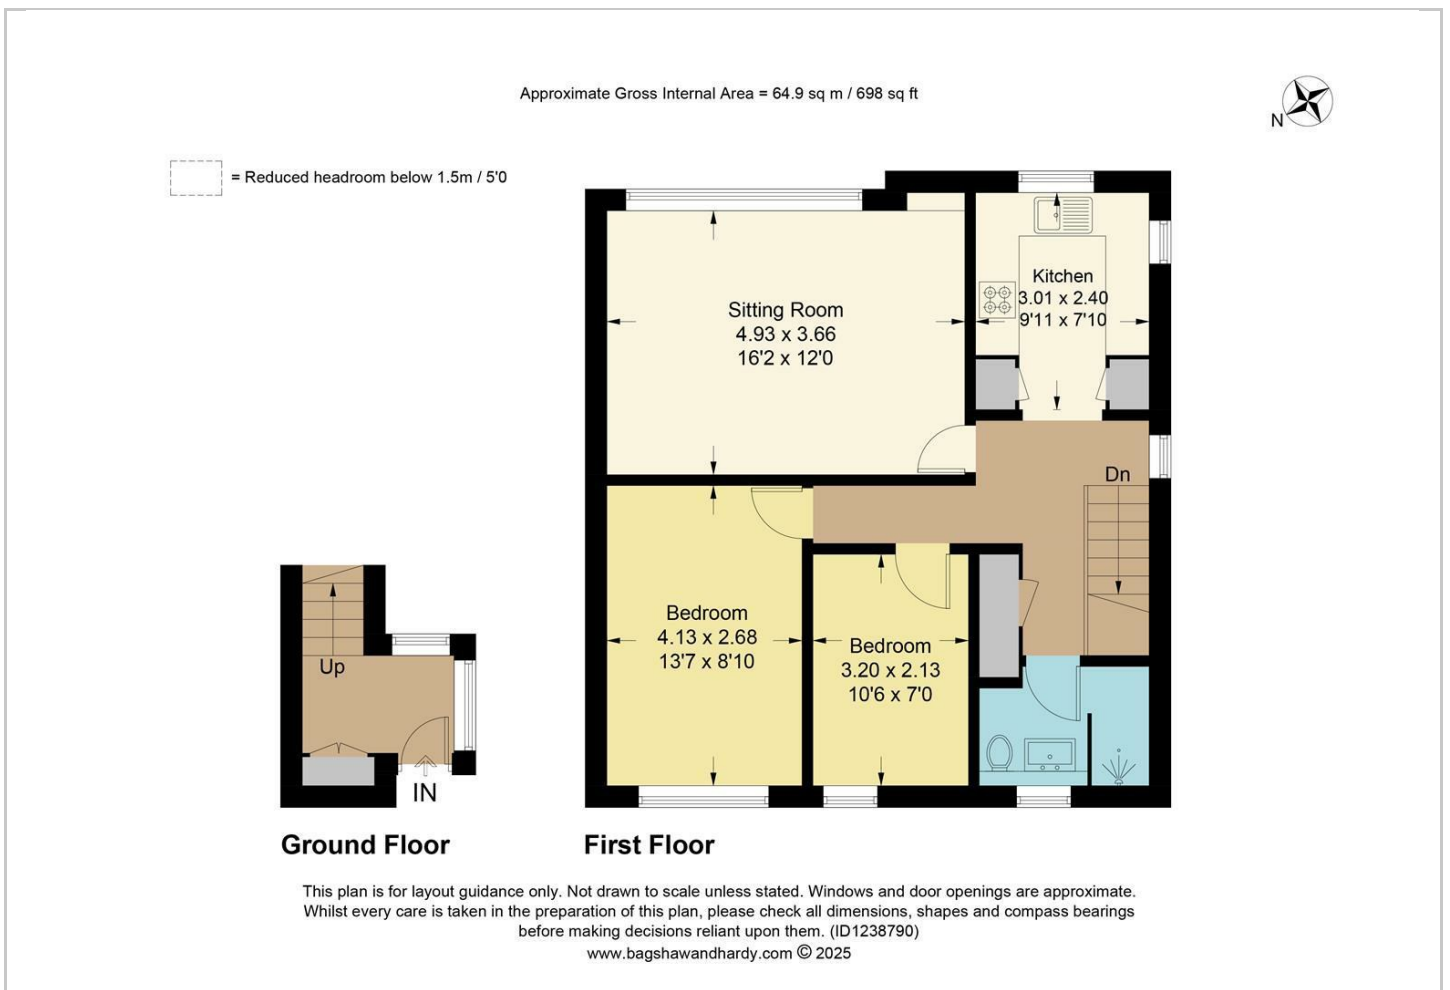 Approximate Gross Internal Area = 64.9 sq m / 698 sq ft
N
= Reduced headroom below 1.5m / 5'0
Kitchen
3.01 x 2.40
9'11 x 7'10
Sitting Room
4.93 x 3.66
16'2 x 12'0
Dn
Bedroom
4.13 x 2.68
13'7 x 8'10
Bedroom
3.20 x 2.13
10'6 x 7'0
Up
IN
Ground Floor
First Floor
This plan is for layout guidance only. Not drawn to scale unless stated. Windows and door openings are approximate.
Whilst every care is taken in the preparation of this plan, please check all dimensions, shapes and compass bearings
before making decisions reliant upon them. (ID1238790)
www.bagshawandhardy.com © 2025